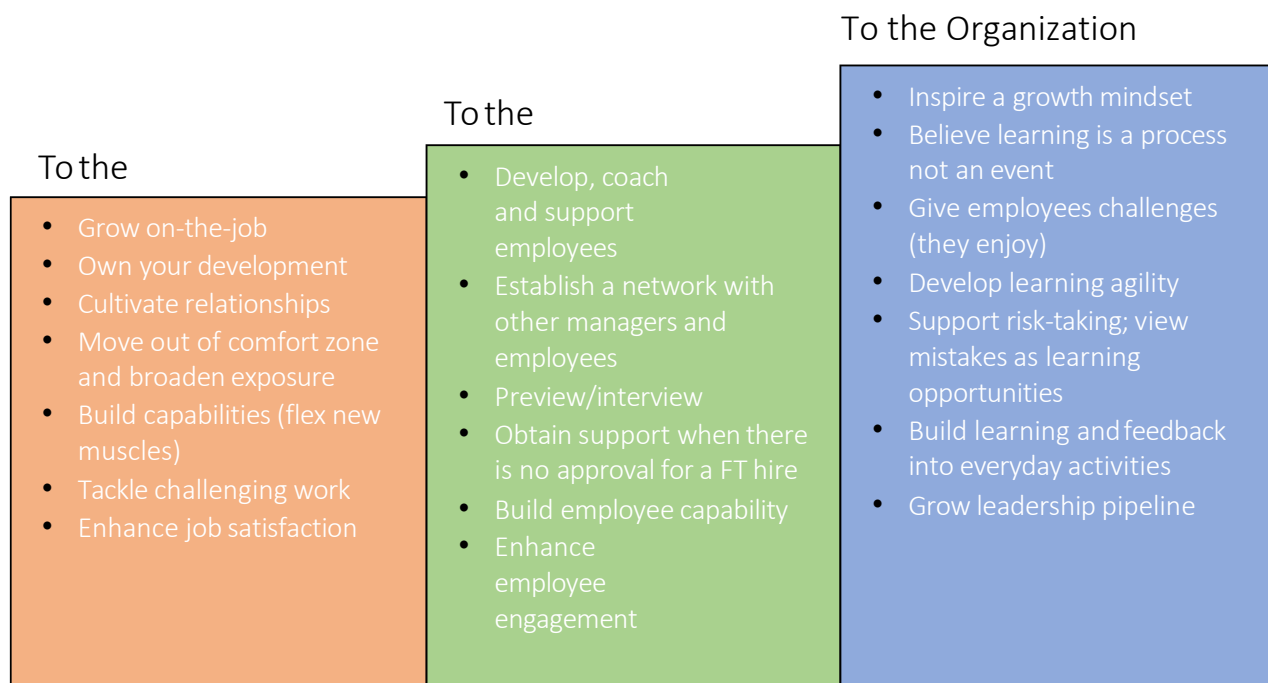 To the
• Grow on-the-job
• Own your development
• Cultivate relationships
• Move out of comfort zone
and broaden exposure
• Build capabilities (flex new
muscles)
• Tackle challenging work
• Enhance job satisfaction
To the
• Develop, coach
and support
employees
• Establish a network with
other managers and
employees
• Preview/interview
• Obtain support when there
is no approval for a FT hire
• Build employee capability
• Enhance
employee
engagement
To the Organization
• Inspire a growth mindset
• Believe learning is a process
not an event
• Give employees challenges
(they enjoy)
• Develop learning agility
• Support risk-taking; view
mistakes as learning
opportunities
• Build learning and feedback
into everyday activities
• Grow leadership pipeline